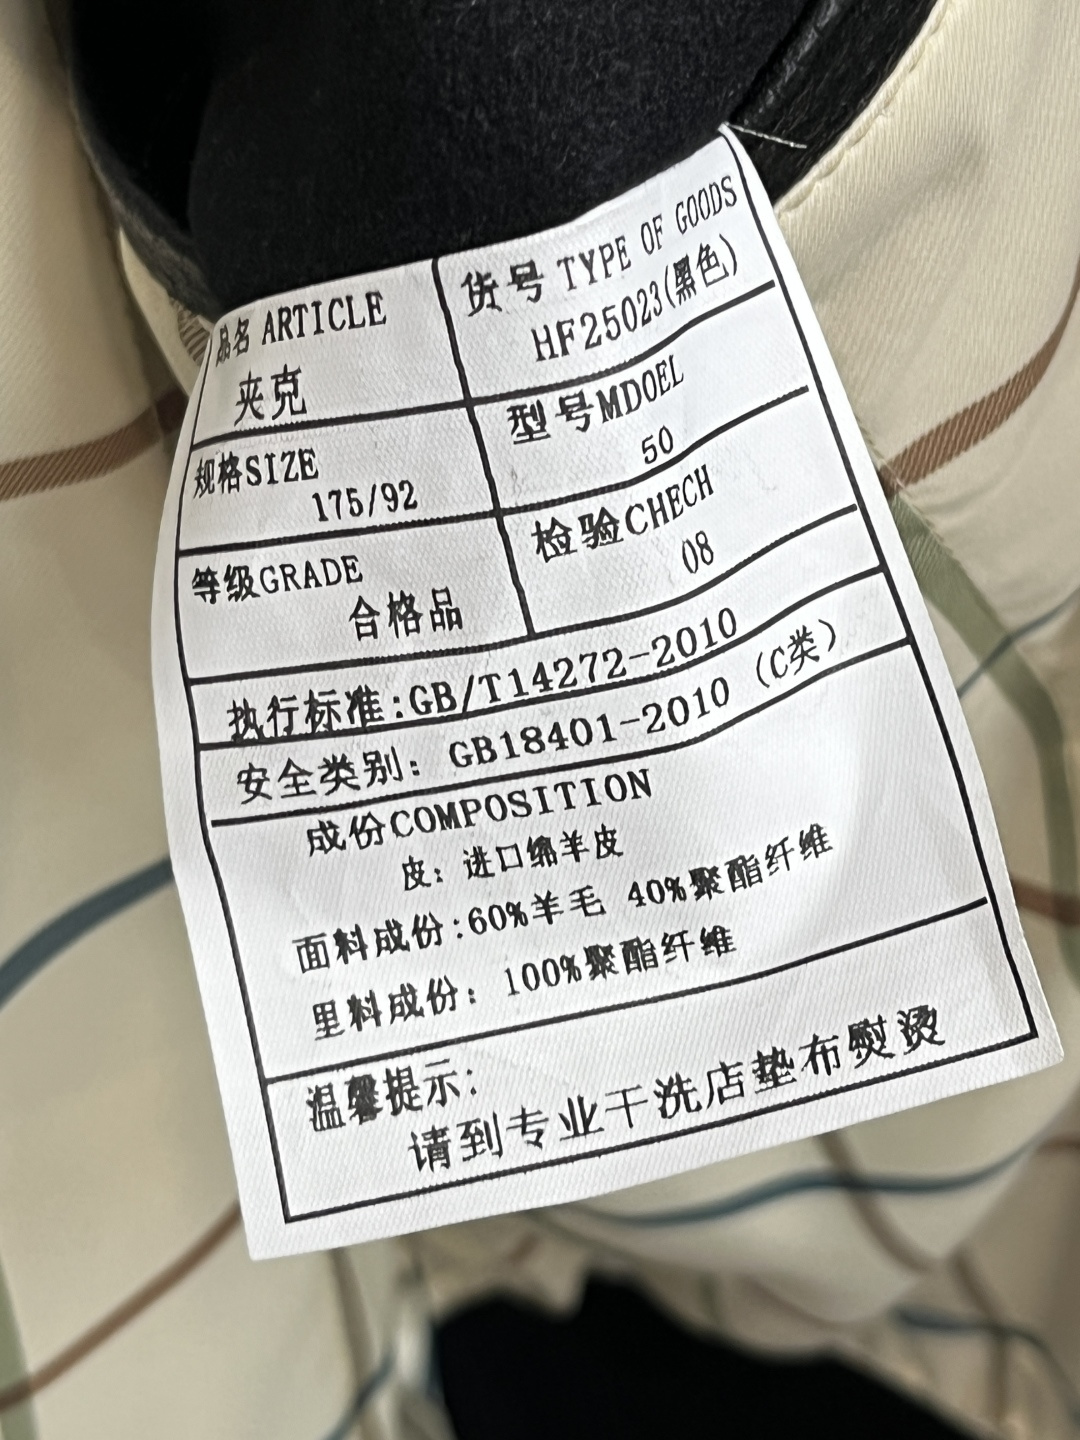 品名 ARTICLE
夹克
货号 TYPE OF GOODS
HF25023(黑色)
规格SIZE
175/92
型号MDOEL
50
等级GRADE
合格品
检验CHECH
08
执行标准:GB/T14272-2010
安全类别: GB18401-2010 (C类)
成份COMPOSITION
皮: 进口绵羊皮
面料成份:60%羊毛 40%聚酯纤维
里料成份: 100%聚酯纤维
温馨提示:
请到专业干洗店垫布熨烫